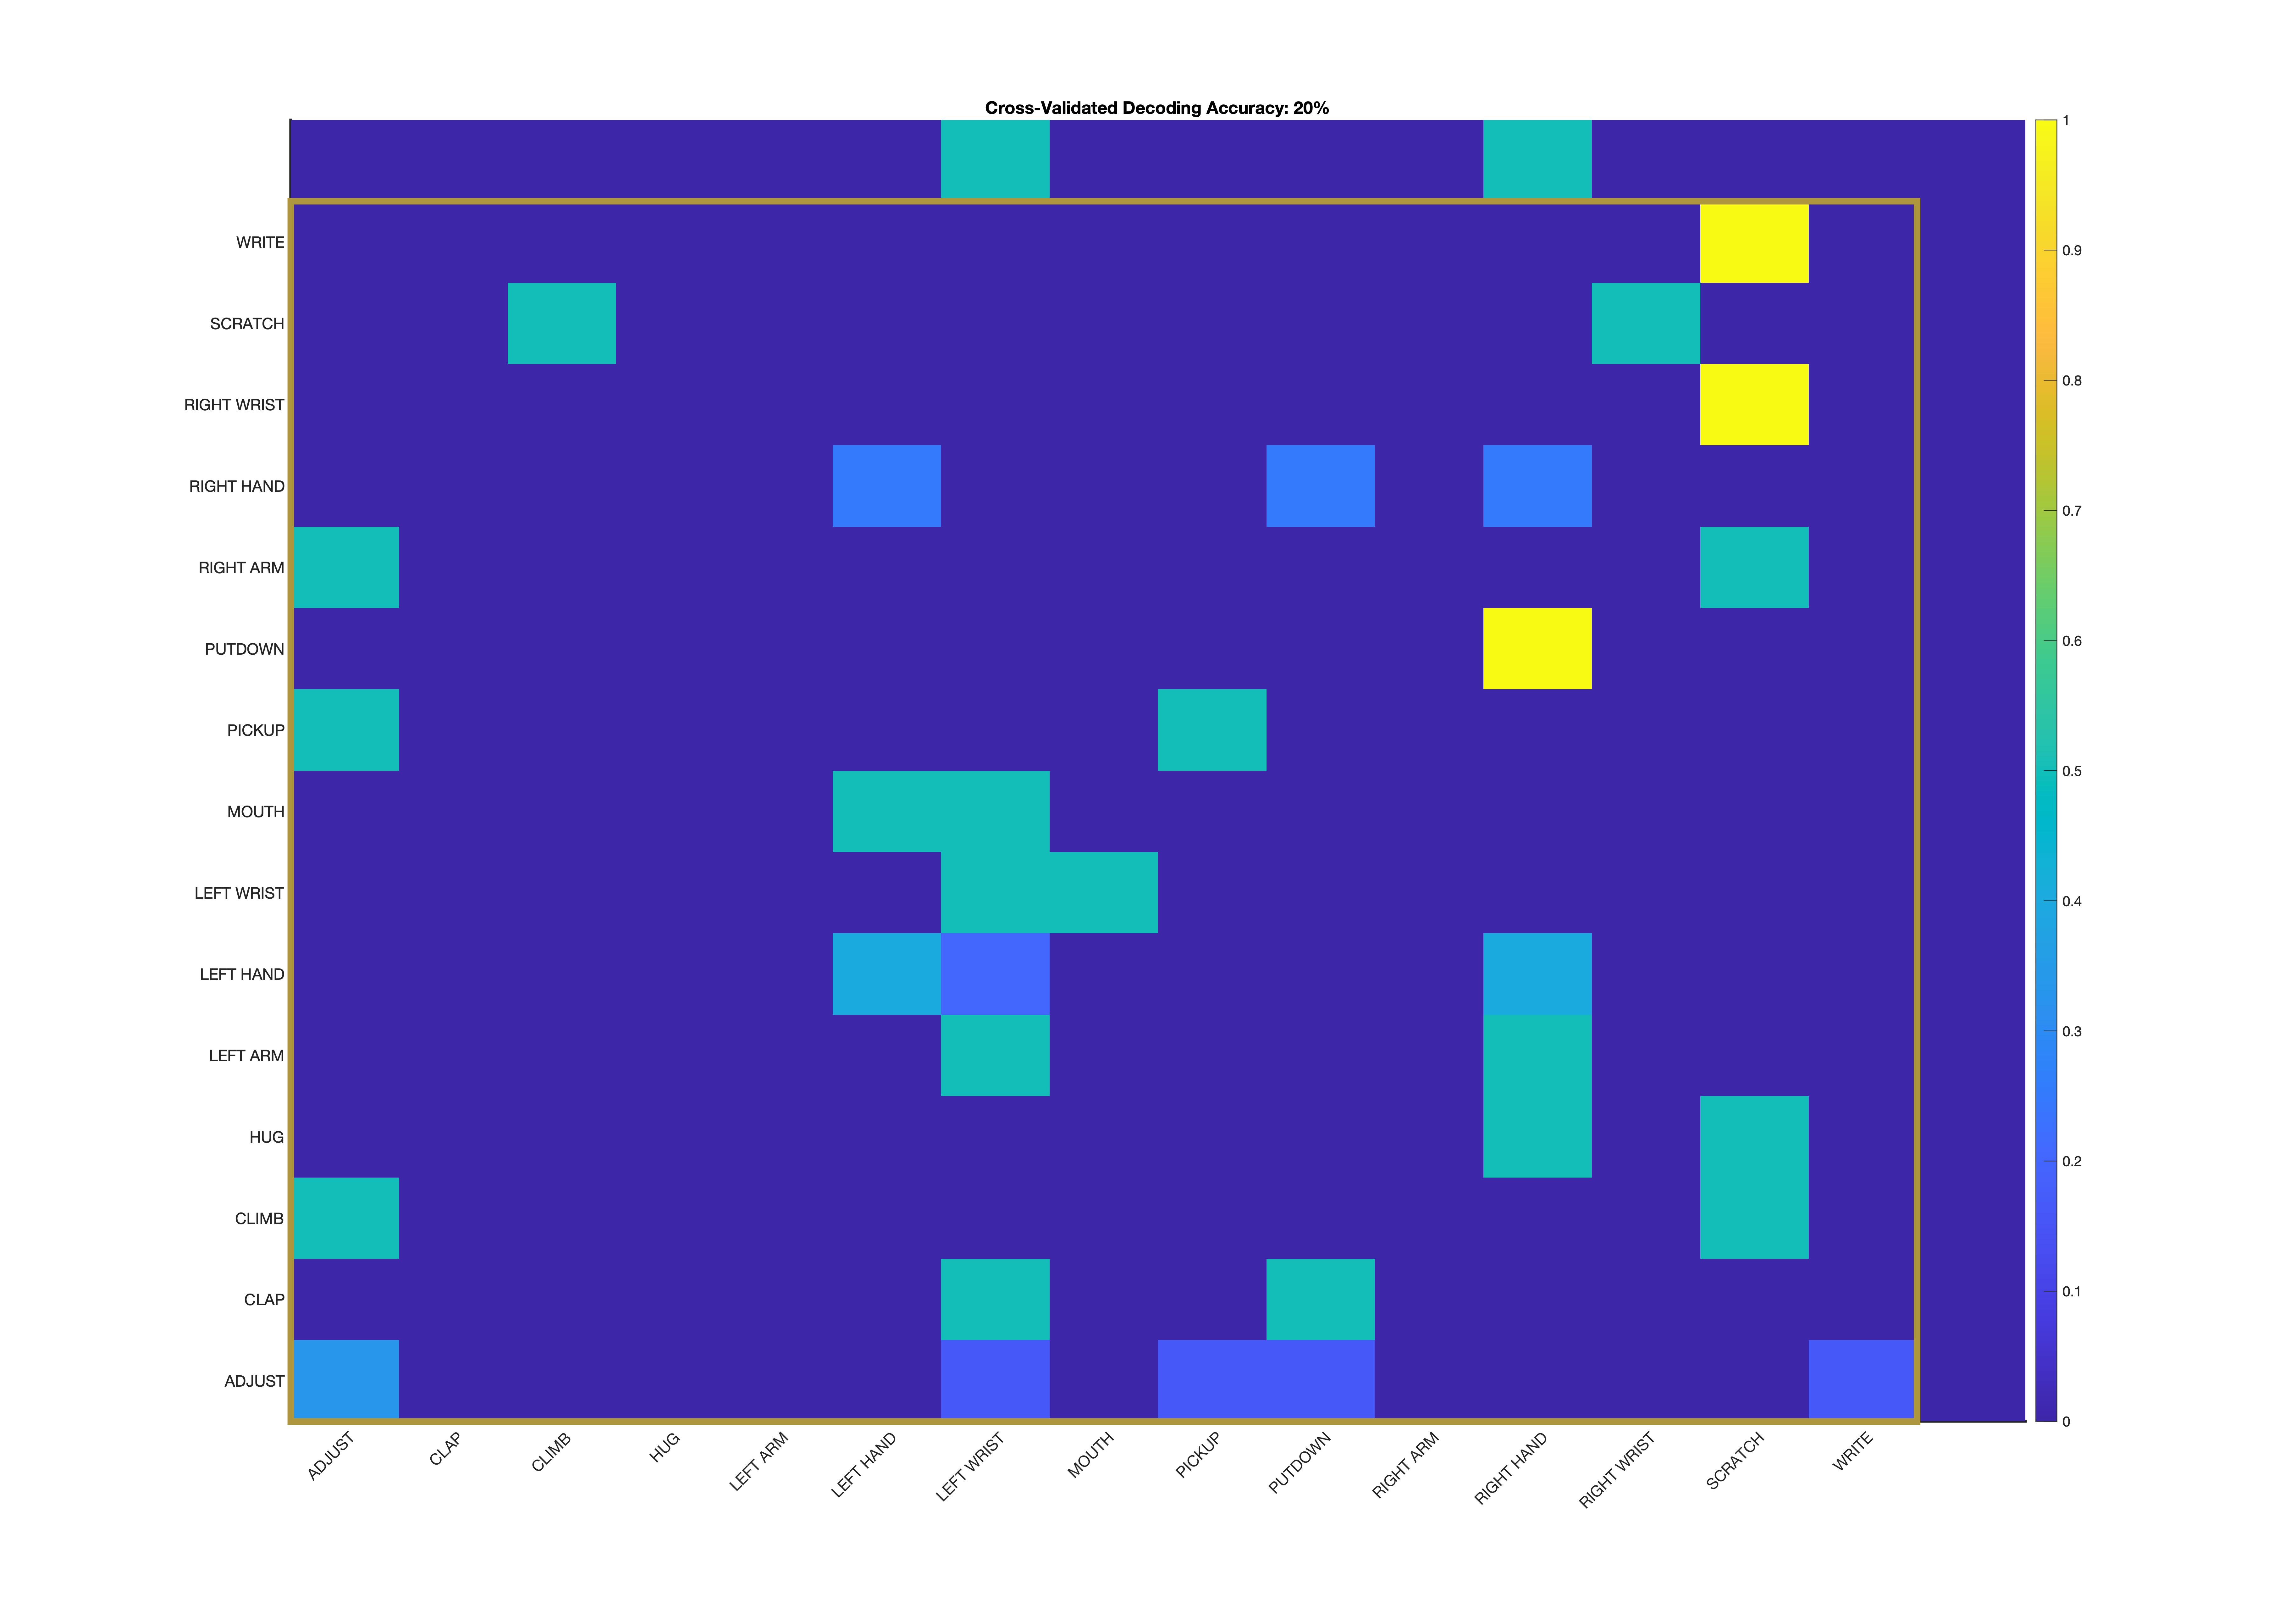 Cross-Validated Decoding Accuracy: 20%
WRITE
SCRATCH
RIGHT WRIST
RIGHT HAND
RIGHT ARM
PUTDOWN
PICKUP
MOUTH
LEFT WRIST
LEFT HAND
LEFT ARM
HUG
CLIMB
CLAP
ADJUST
ADJUST
CLAP
CLIMB
HUG
LEFT ARM
LEFT HAND
LEFT WRIST
MOUTH
PICKUP
PUTDOWN
RIGHT ARM
RIGHT HAND
RIGHT WRIST
SCRATCH
WRITE
1
0.9
0.8
0.7
0.6
0.5
0.4
0.3
0.2
0.1
0